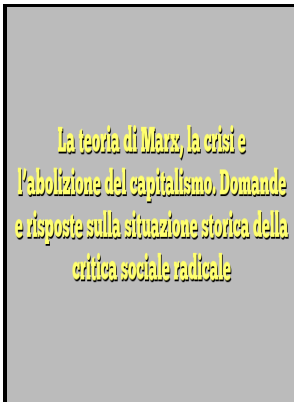 La teoria di Marx, la crisi e
l'abolizione del capitalismo. Domande
e risposte sulla situazione storica della
critica sociale radicale